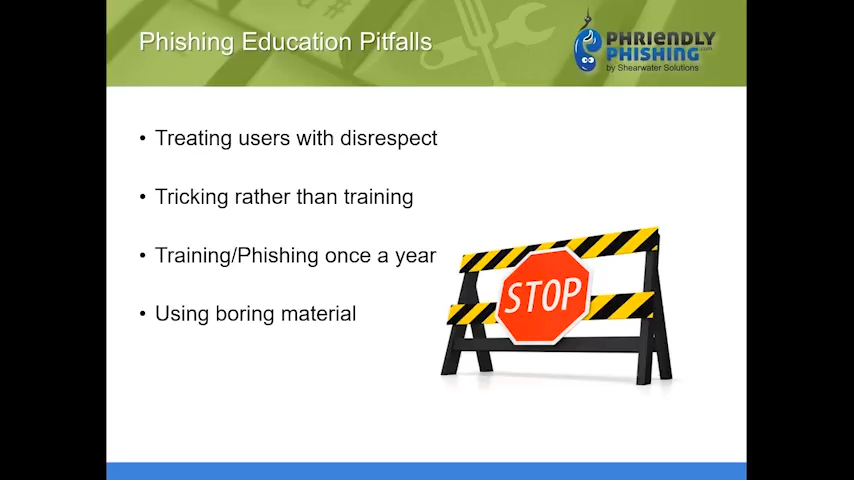 Phishing Education Pitfalls
PHRIENDLY
PHISHING.com
by Shearwater Solutions
• Treating users with disrespect
• Tricking rather than training
• Training/Phishing once a year
• Using boring material
STOP